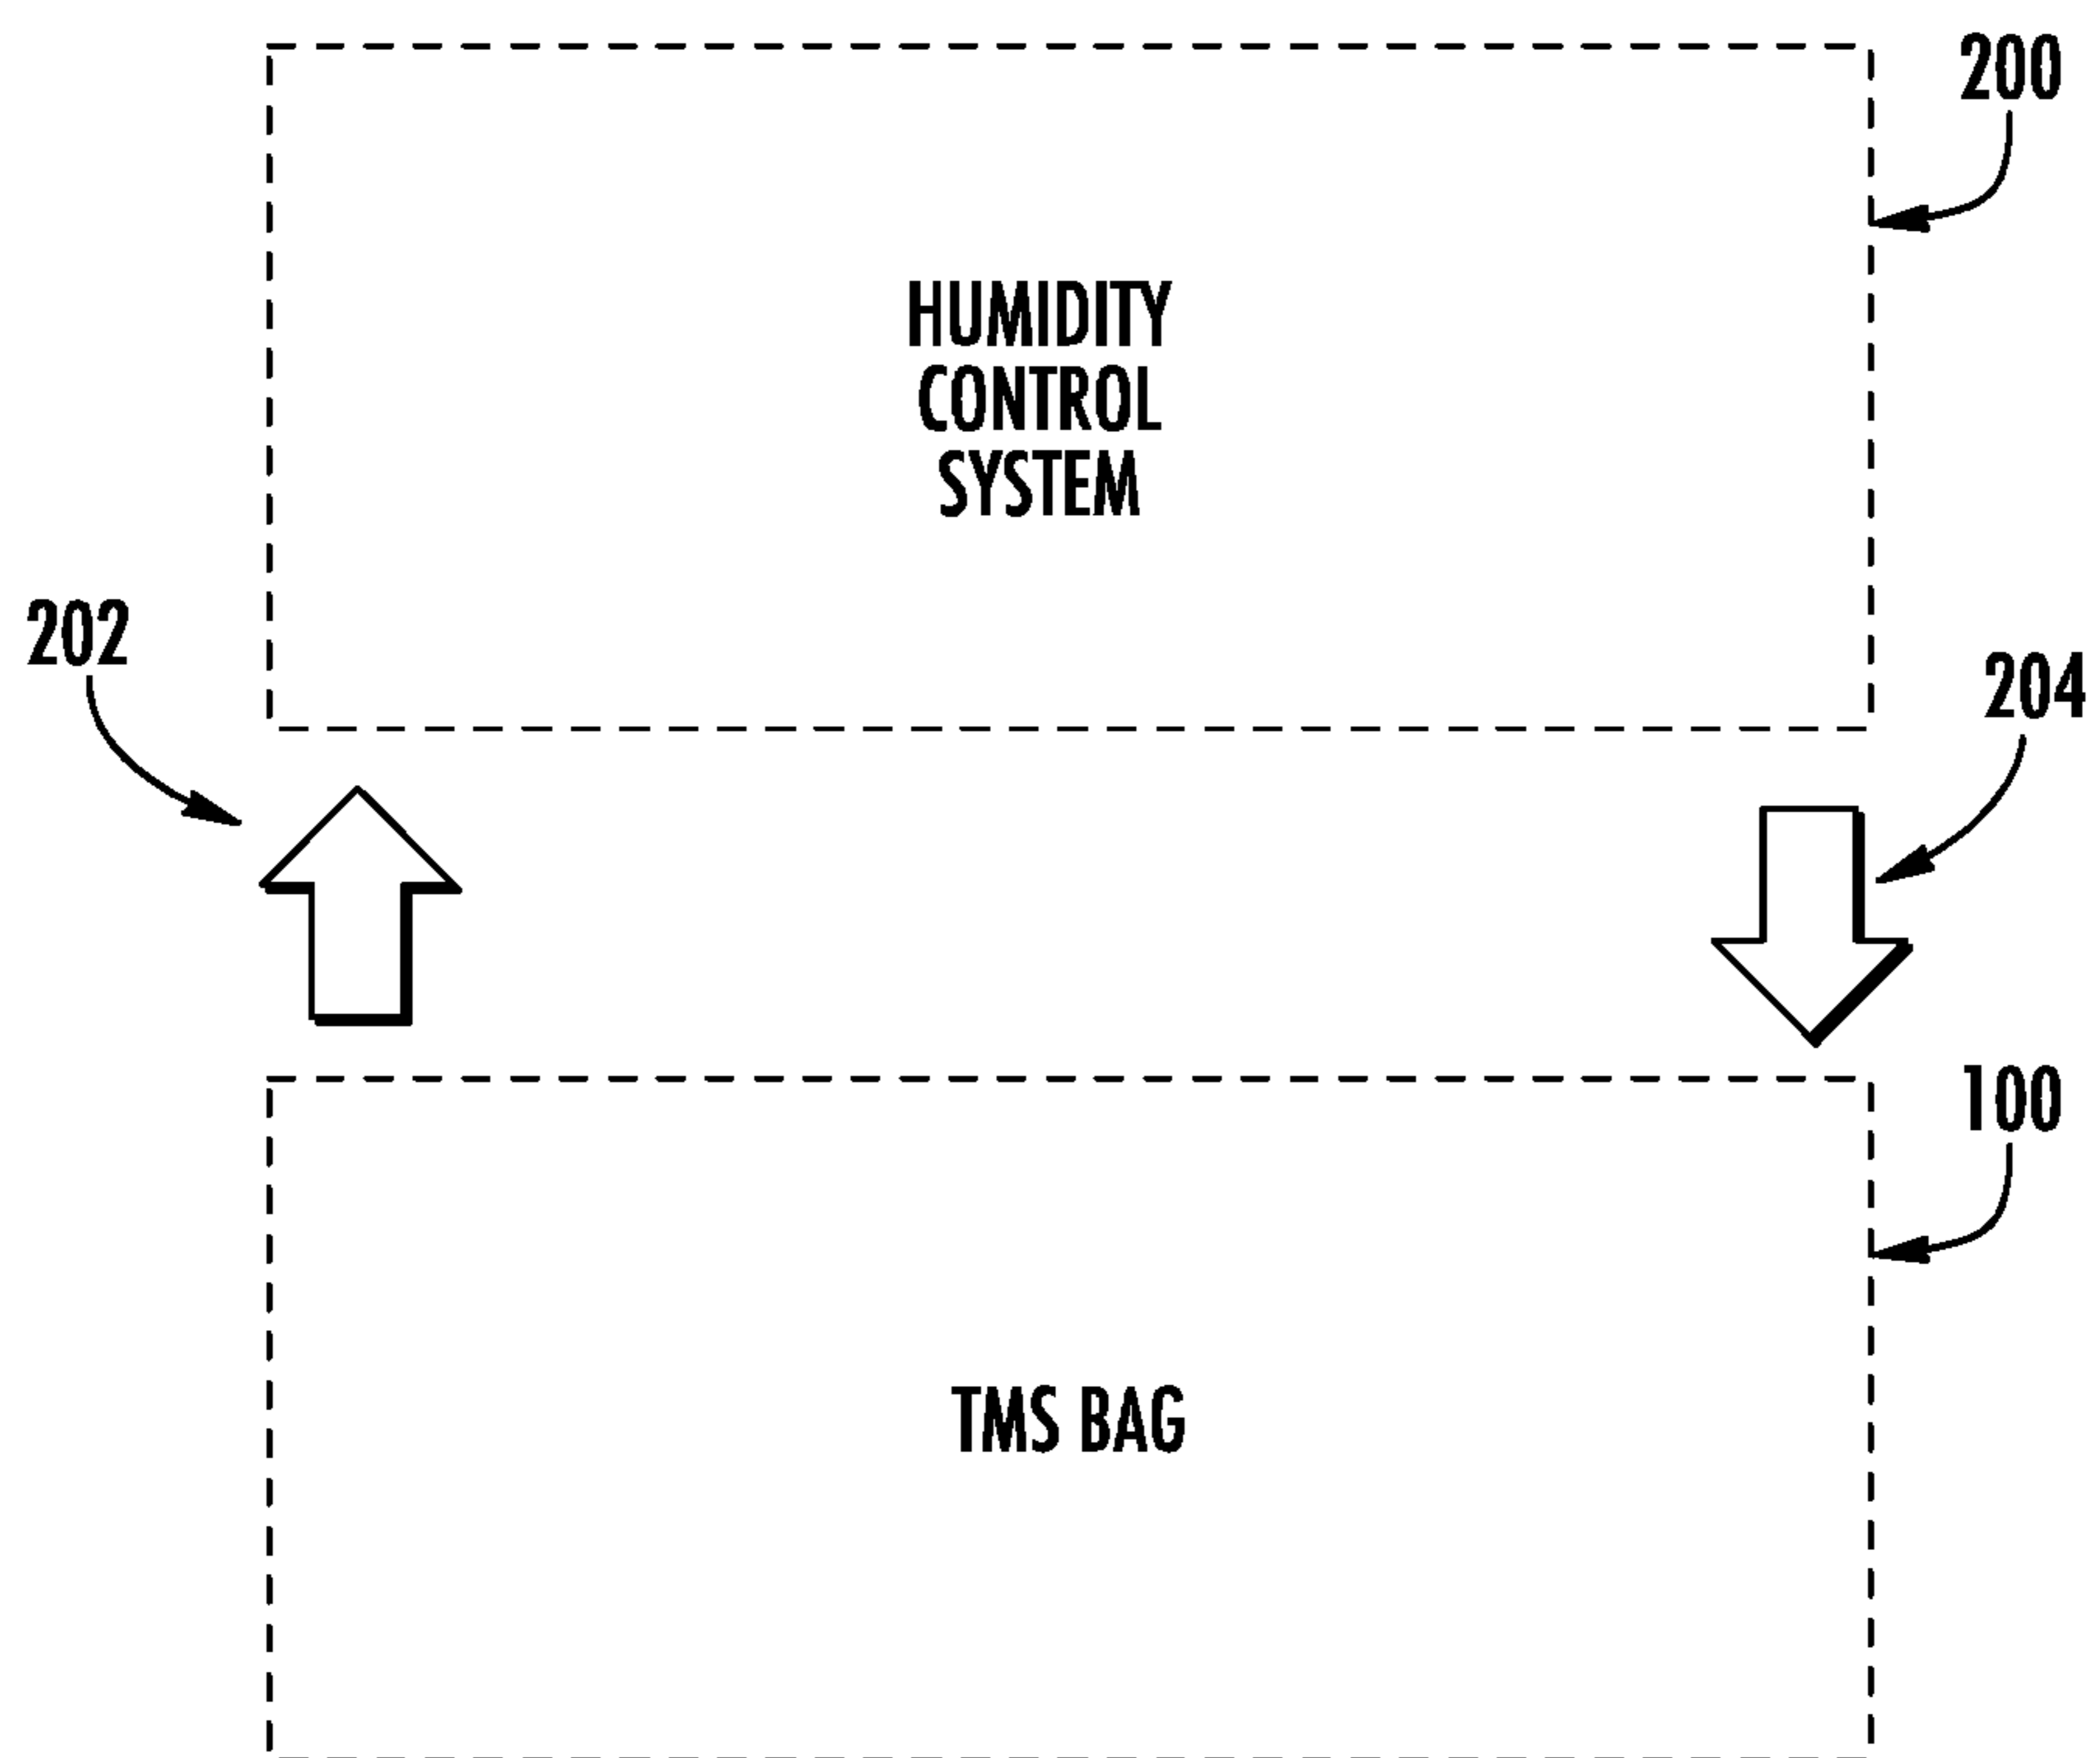 200
HUMIDITY
CONTROL
SYSTEM
202
204
100
TMS BAG